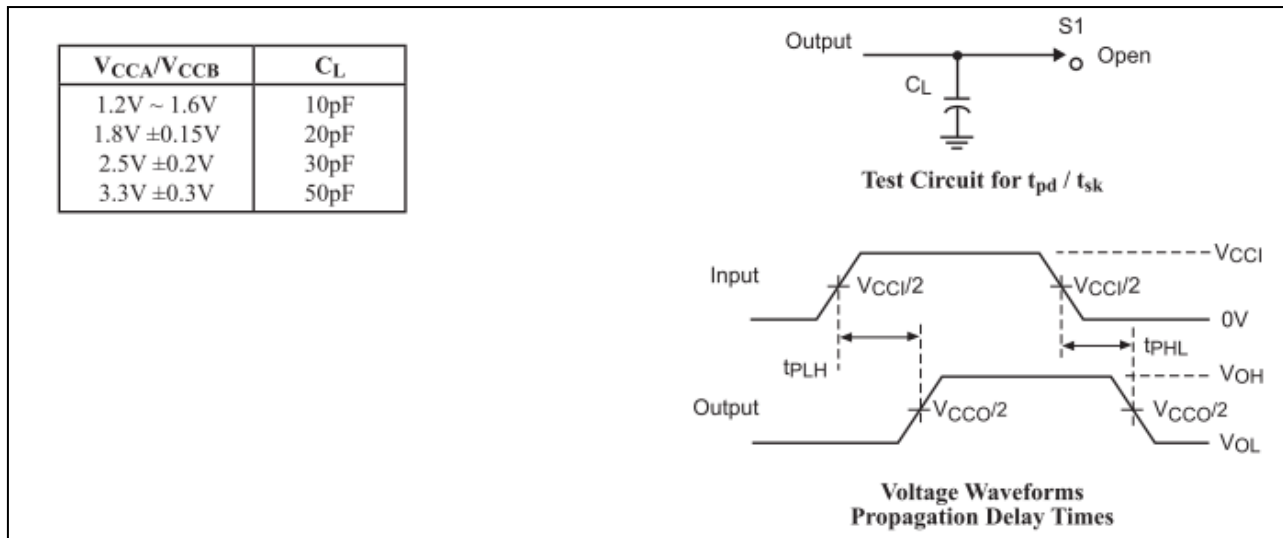 VCCA/VCCB CL
1.2V ~ 1.6V 10pF
1.8V ±0.15V 20pF
2.5V ±0.2V 30pF
3.3V ±0.3V 50pF
S1
Output
Open
CL
Test Circuit for tpd / tsk
VCCI
Input
VCCI/2
VCCI/2
0V
tPLH
tPHL
VOH
Output
VCCO/2
VCCO/2
VOL
Voltage Waveforms
Propagation Delay Times